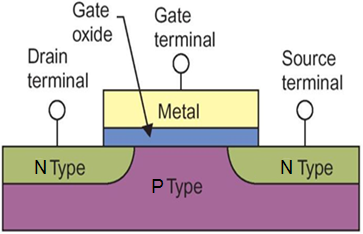 Gate
oxide
Gate
terminal
Drain
terminal
Source
terminal
Metal
N Type
N Type
P Type